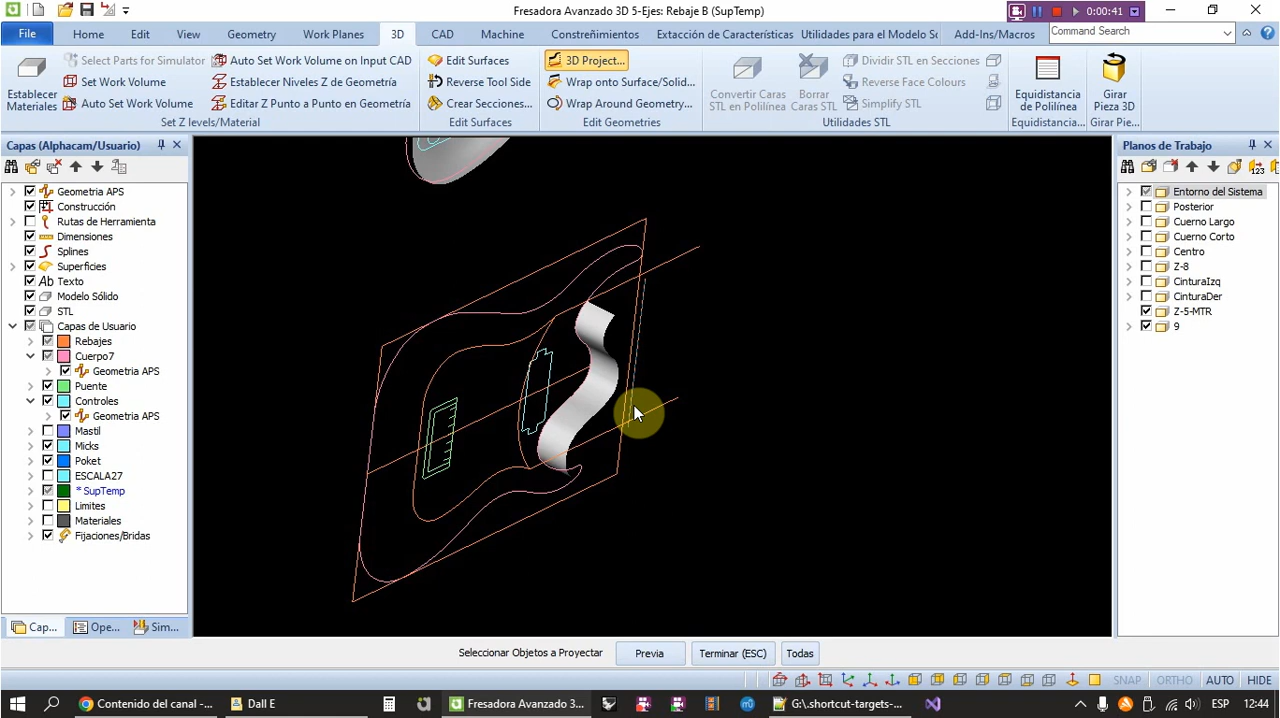 Fresadora Avanzado 3D 5-Ejes: Rebaje B (SupTemp)
0:00:41
File Home Edit View Geometry Work Planes 3D CAD Machine Constreñimientos Extracción de Características Utilidades para el Modelo So Add-Ins/Macros Command Search
Establecer Materiales
Select Parts for Simulator
Set Work Volume
Auto Set Work Volume
Auto Set Work Volume on Input CAD
Establecer Niveles Z de Geometría
Editar Z Punto a Punto en Geometría
Set Z levels/Material
Edit Surfaces
Reverse Tool Side
Crear Secciones...
Edit Surfaces
3D Project...
Wrap onto Surface/Solid...
Wrap Around Geometry...
Edit Geometries
Convertir Caras STL en Polilínea
Borrar Caras STL
Dividir STL en Secciones
Reverse Face Colours
Simplify STL
Utilidades STL
Equidistancia de Polilínea
Equidistancia...
Girar Pieza 3D
Girar Pie...
Capas (Alphacam/Usuario)
Geometria APS
Construcción
Rutas de Herramienta
Dimensiones
Splines
Superficies
Ab Texto
Modelo Sólido
STL
Capas de Usuario
Rebajes
Cuerpo7
Geometria APS
Puente
Controles
Geometria APS
Mastil
Micks
Poket
ESCALA27
* SupTemp
Limites
Materiales
Fijaciones/Bridas
Cap... Ope... Sim...
Planos de Trabajo
123
Entorno del Sistema
Posterior
Cuerno Largo
Cuerno Corto
Centro
Z-8
CinturaIzq
CinturaDer
Z-5-MTR
9
Seleccionar Objetos a Proyectar Previa Terminar (ESC) Todas
SNAP ORTHO AUTO HIDE
Contenido del canal -... Dall E Fresadora Avanzado 3... G:\.shortcut-targets-... ESP 12:44